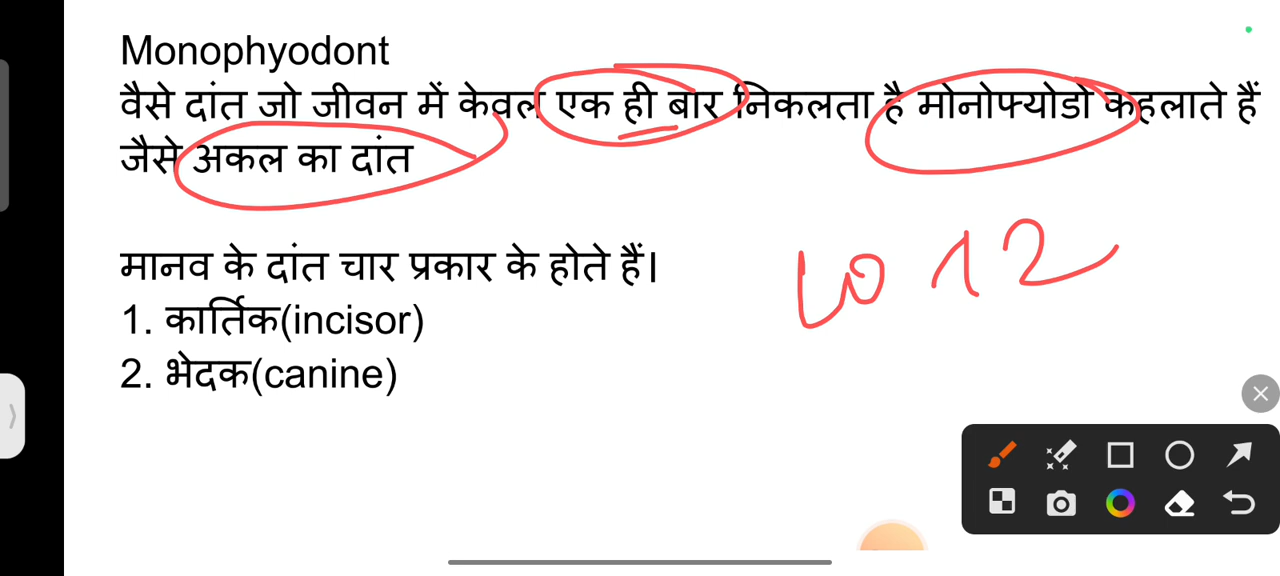 Monophyodont
वैसे दांत जो जीवन में केवल एक ही बार निकलता है मोनोफ्योडो कहलाते हैं
जैसे अकल का दांत
मानव के दांत चार प्रकार के होते हैं।
1. कार्तिक(incisor)
2. भेदक(canine)